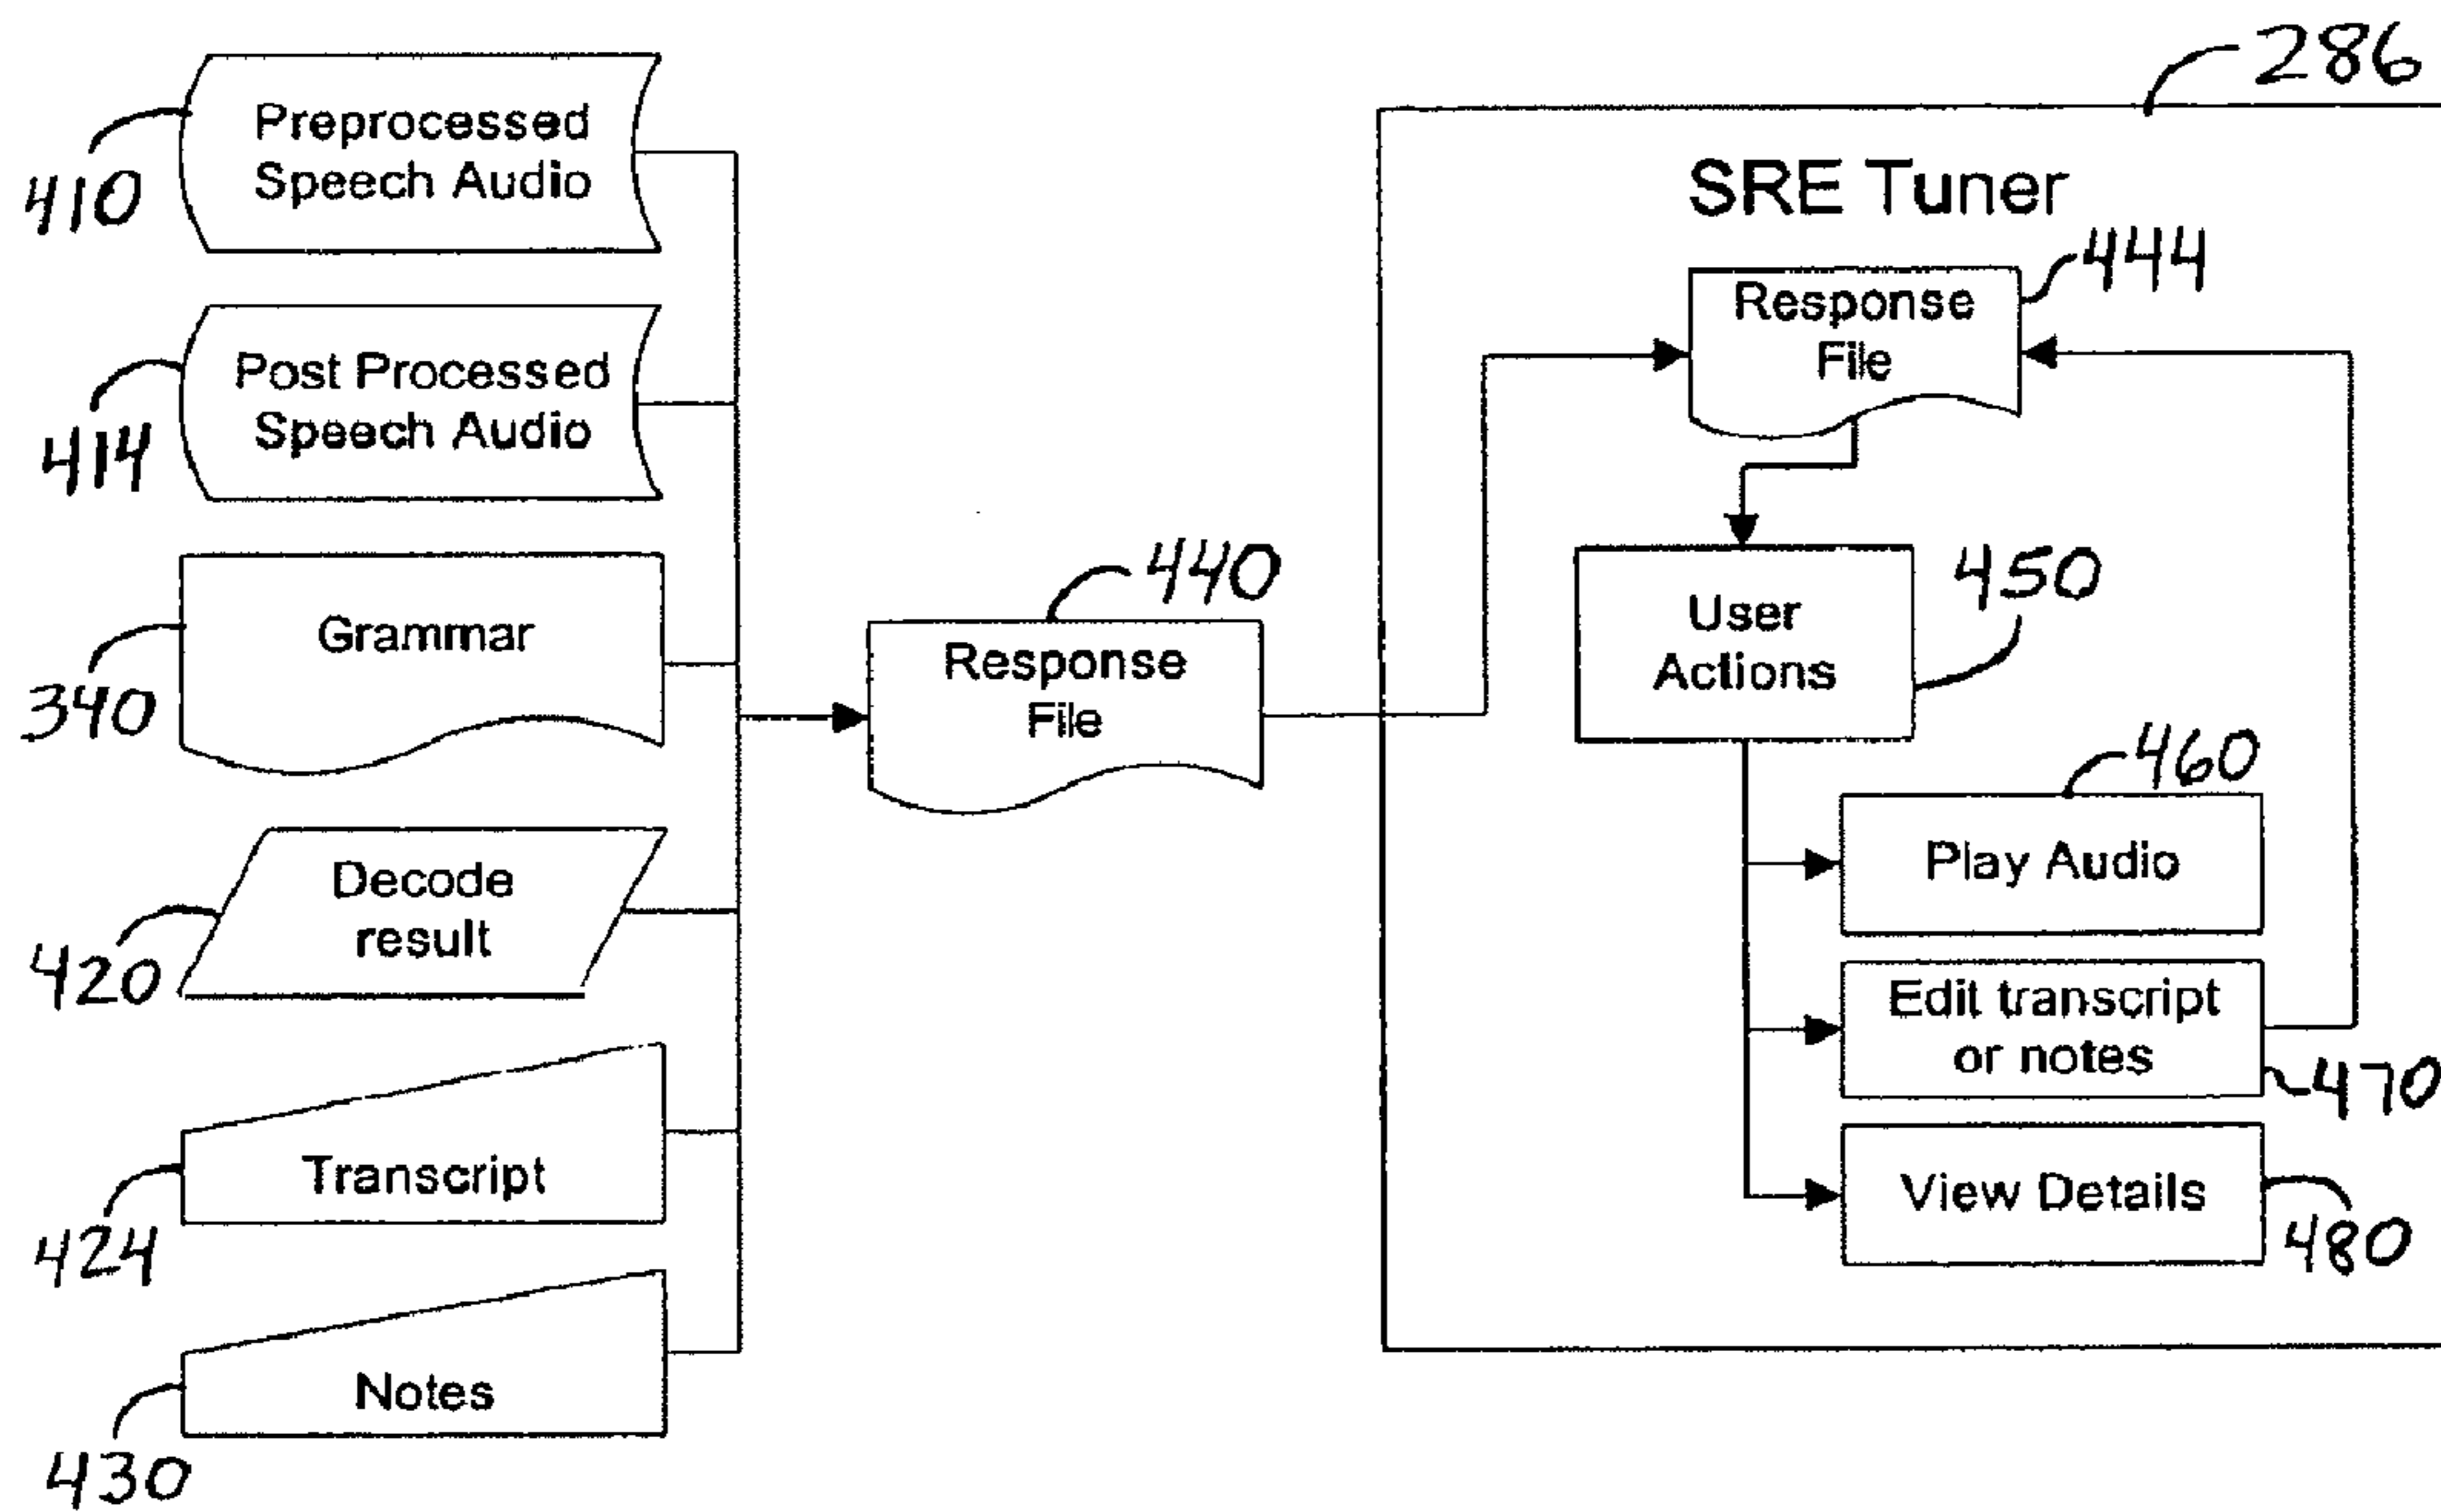 286
Preprocessed
Speech Audio
410
SRE Tuner
444
Response
File
Post Processed
Speech Audio
414
440
450
User
Actions
Grammar
340
Response
File
460
Play Audio
Decode
result
420
Edit transcript
or notes
470
Transcript
424
View Details
480
Notes
430